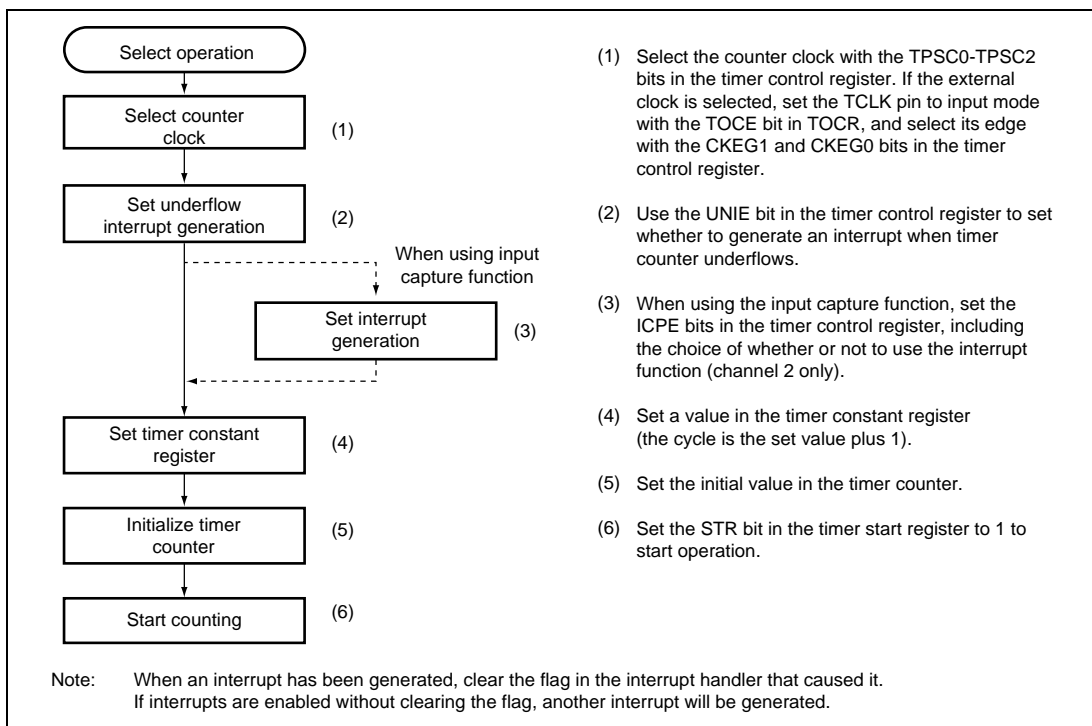 Select operation
Select counter
clock
(1)
Set underflow
interrupt generation
(2)
When using input
capture function
Set interrupt
generation
(3)
Set timer constant
register
(4)
Initialize timer
counter
(5)
Start counting
(6)
(1) Select the counter clock with the TPSC0-TPSC2
bits in the timer control register. If the external
clock is selected, set the TCLK pin to input mode
with the TOCE bit in TOCR, and select its edge
with the CKEG1 and CKEG0 bits in the timer
control register.
(2) Use the UNIE bit in the timer control register to set
whether to generate an interrupt when timer
counter underflows.
(3) When using the input capture function, set the
ICPE bits in the timer control register, including
the choice of whether or not to use the interrupt
function (channel 2 only).
(4) Set a value in the timer constant register
(the cycle is the set value plus 1).
(5) Set the initial value in the timer counter.
(6) Set the STR bit in the timer start register to 1 to
start operation.
Note: When an interrupt has been generated, clear the flag in the interrupt handler that caused it.
If interrupts are enabled without clearing the flag, another interrupt will be generated.